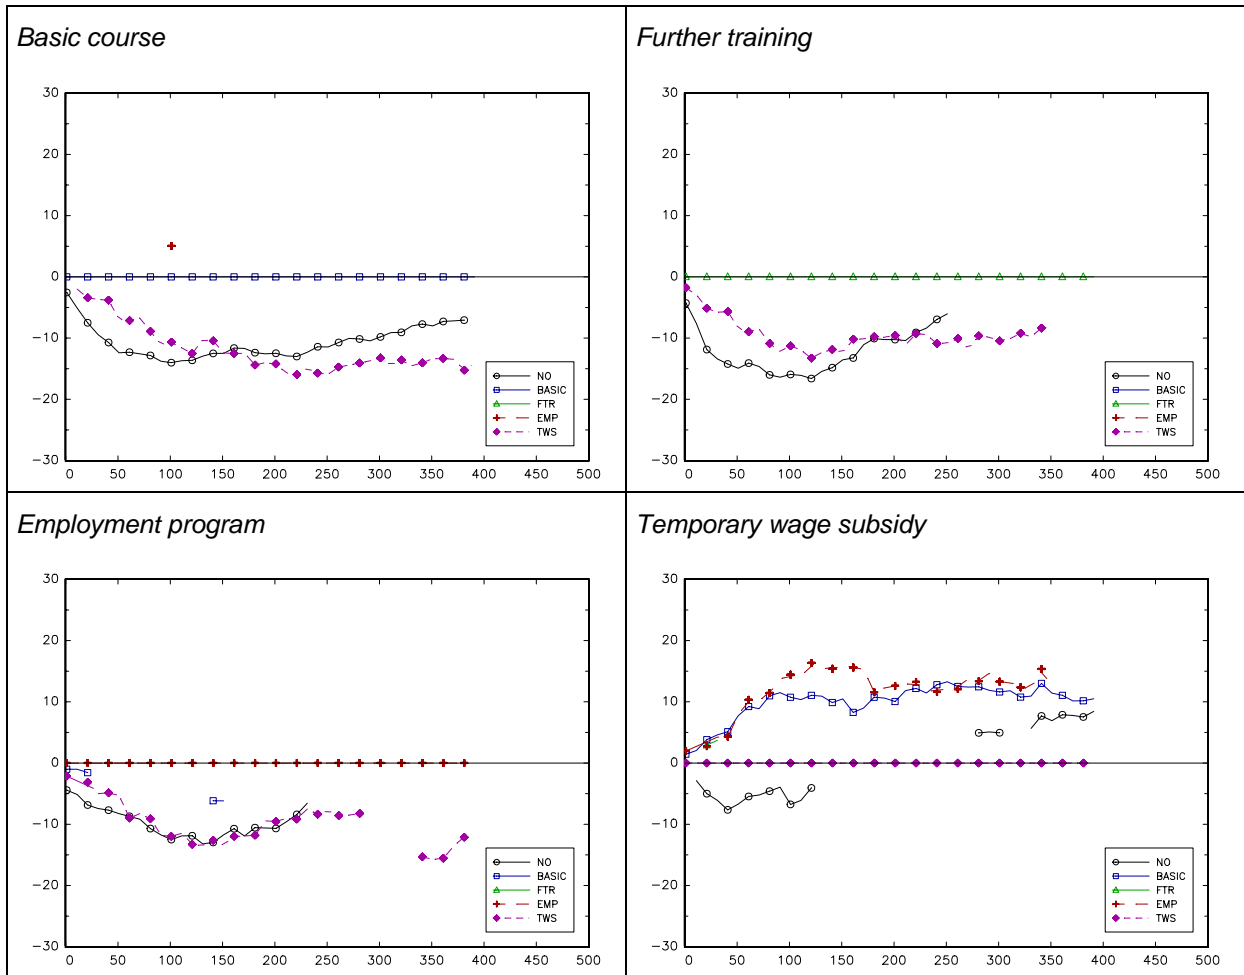 Basic course
30
20
10
0
−10
−20
−30
0 50 100 150 200 250 300 350 400 450 500
NO
BASIC
FTR
EMP
TWS
Further training
30
20
10
0
−10
−20
−30
0 50 100 150 200 250 300 350 400 450 500
NO
BASIC
FTR
EMP
TWS
Employment program
30
20
10
0
−10
−20
−30
0 50 100 150 200 250 300 350 400 450 500
NO
BASIC
FTR
EMP
TWS
Temporary wage subsidy
30
20
10
0
−10
−20
−30
0 50 100 150 200 250 300 350 400 450 500
NO
BASIC
FTR
EMP
TWS